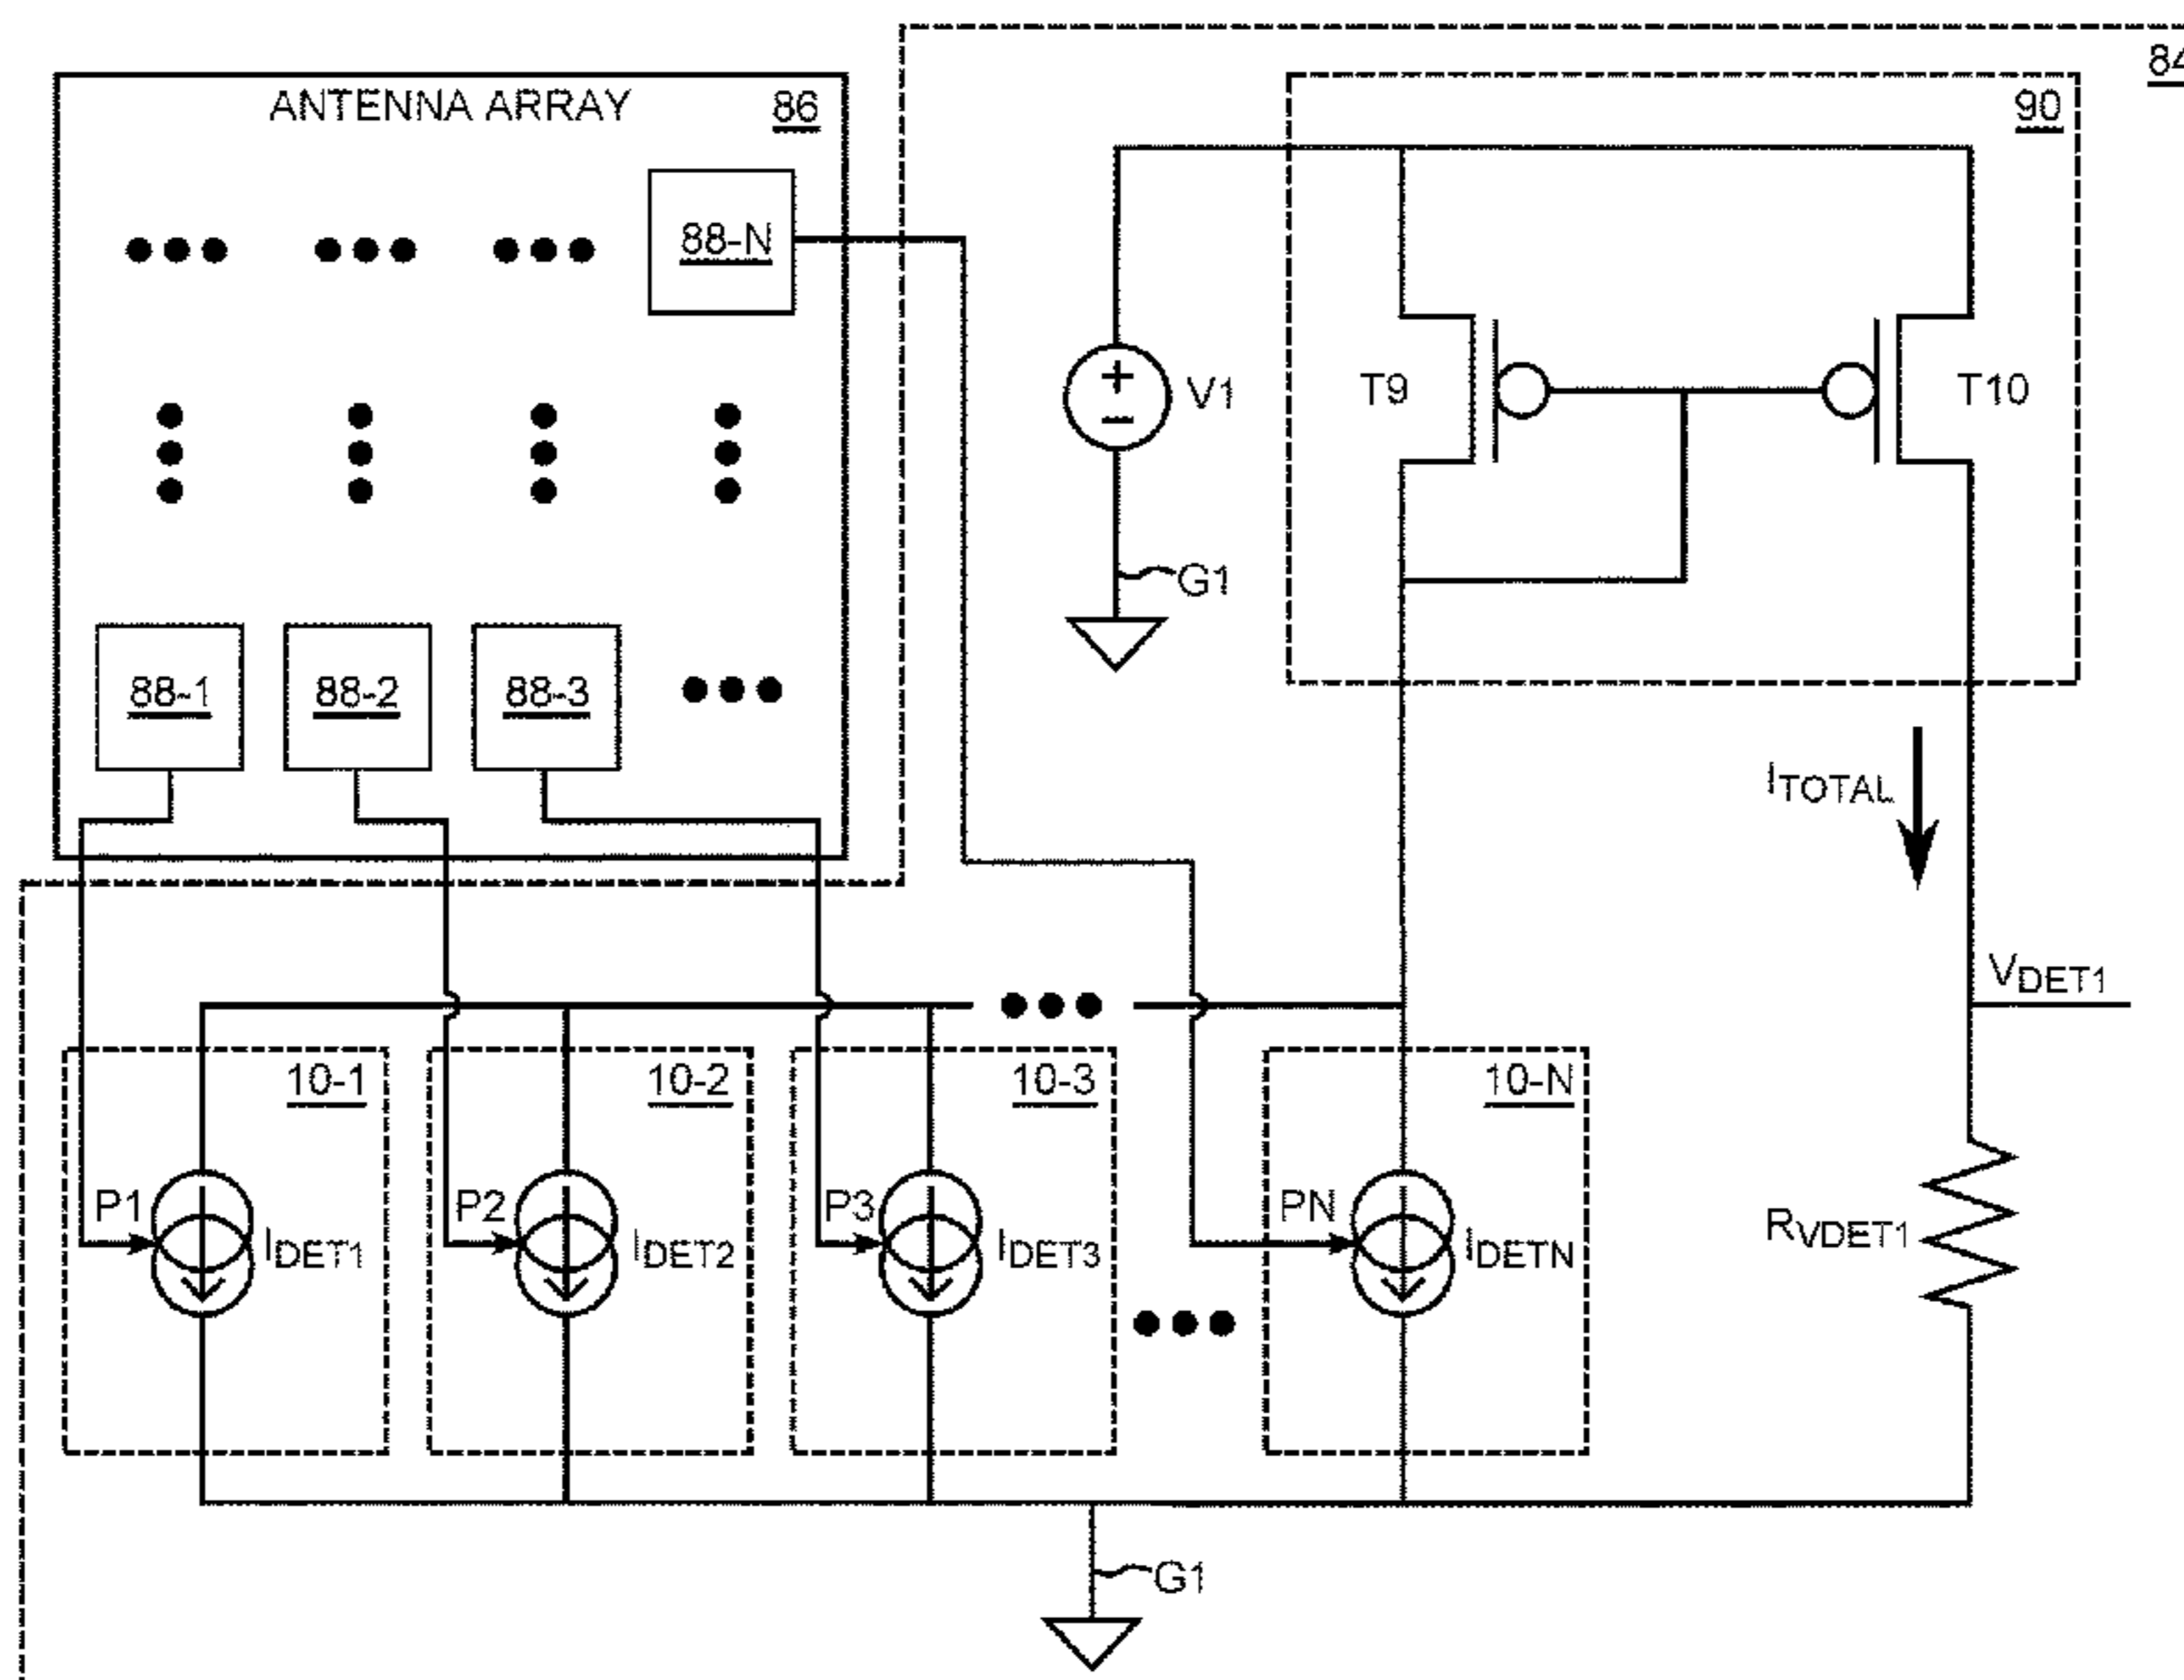 84
ANTENNA ARRAY 86
90
88-N
T9
T10
V1
G1
88-1
88-2
88-3
ITOTAL
VDET1
10-1
10-2
10-3
10-N
P1
P2
P3
PN
IDET1
IDET2
IDET3
IDETN
RVDET1
G1